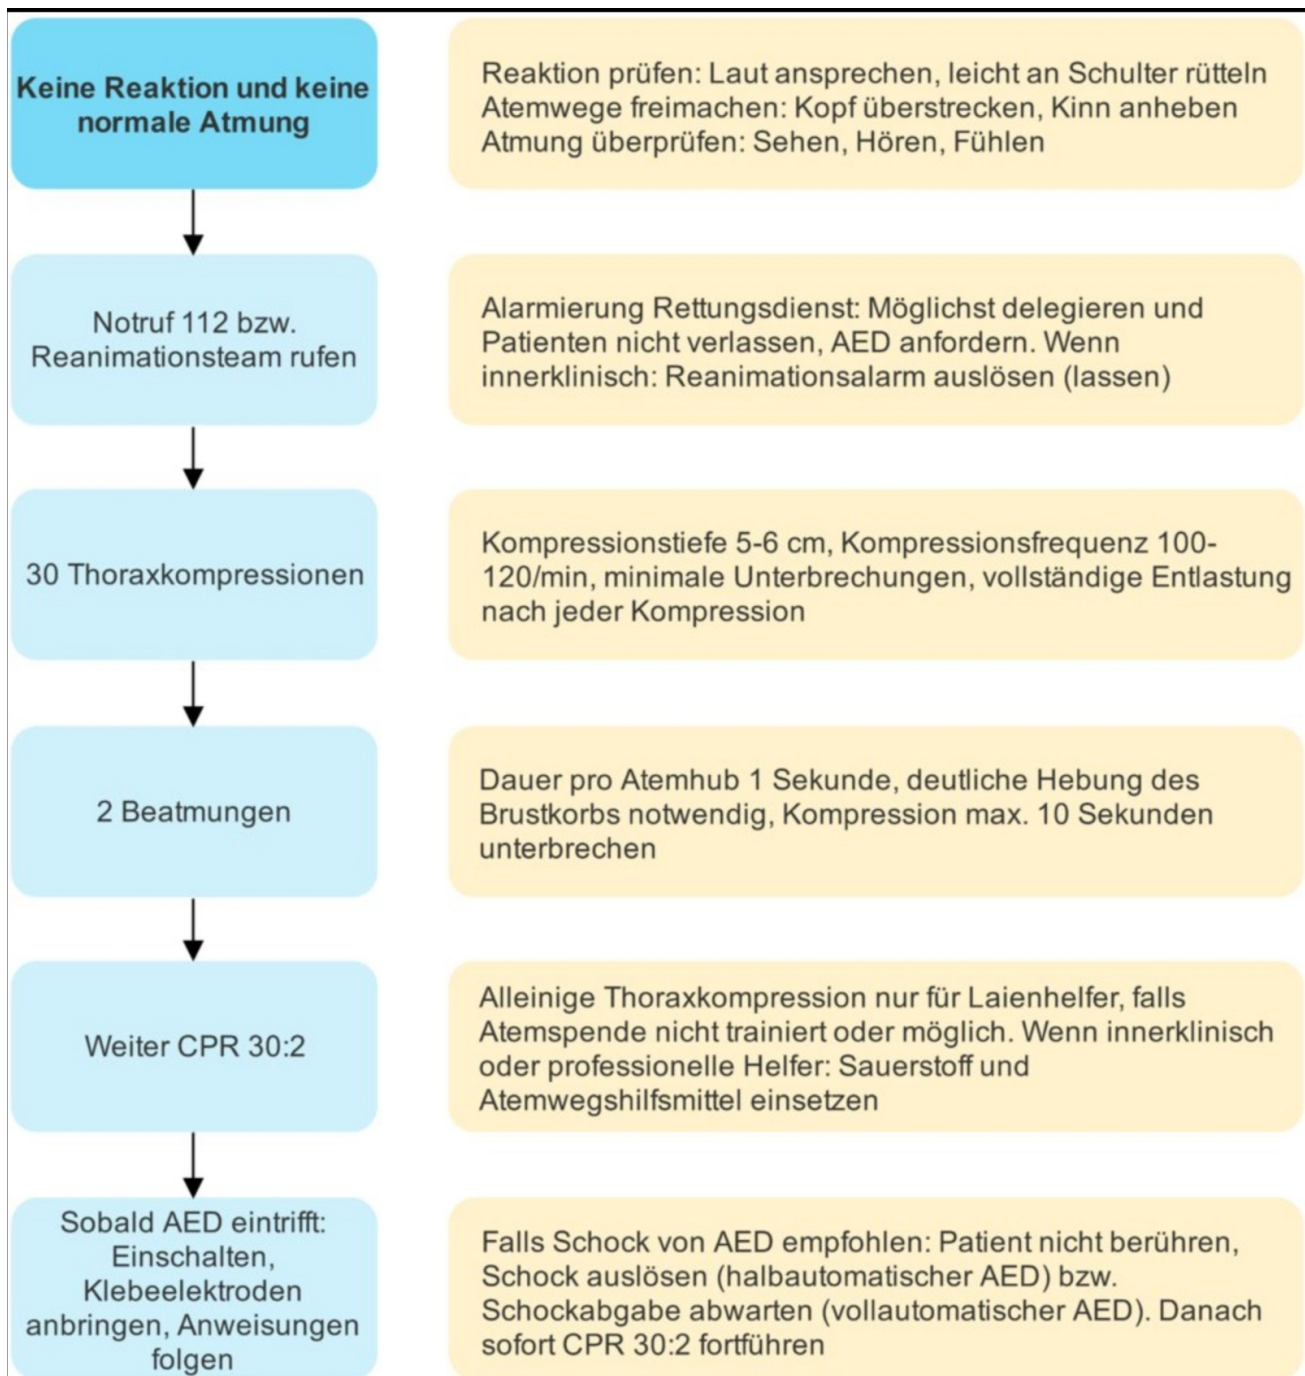 Keine Reaktion und keine
normale Atmung
Reaktion prüfen: Laut ansprechen, leicht an Schulter rütteln
Atemwege freimachen: Kopf überstrecken, Kinn anheben
Atmung überprüfen: Sehen, Hören, Fühlen
Notruf 112 bzw.
Reanimationsteam rufen
Alarmierung Rettungsdienst: Möglichst delegieren und
Patienten nicht verlassen, AED anfordern. Wenn
innerklinisch: Reanimationsalarm auslösen (lassen)
30 Thoraxkompressionen
Kompressionstiefe 5-6 cm, Kompressionsfrequenz 100-
120/min, minimale Unterbrechungen, vollständige Entlastung
nach jeder Kompression
2 Beatmungen
Dauer pro Atemhub 1 Sekunde, deutliche Hebung des
Brustkorbs notwendig, Kompression max. 10 Sekunden
unterbrechen
Weiter CPR 30:2
Alleinige Thoraxkompression nur für Laienhelfer, falls
Atemspende nicht trainiert oder möglich. Wenn innerklinisch
oder professionelle Helfer: Sauerstoff und
Atemwegshilfsmittel einsetzen
Sobald AED eintrifft:
Einschalten,
Klebeelektroden
anbringen, Anweisungen
folgen
Falls Schock von AED empfohlen: Patient nicht berühren,
Schock auslösen (halbautomatischer AED) bzw.
Schockabgabe abwarten (vollautomatischer AED). Danach
sofort CPR 30:2 fortführen